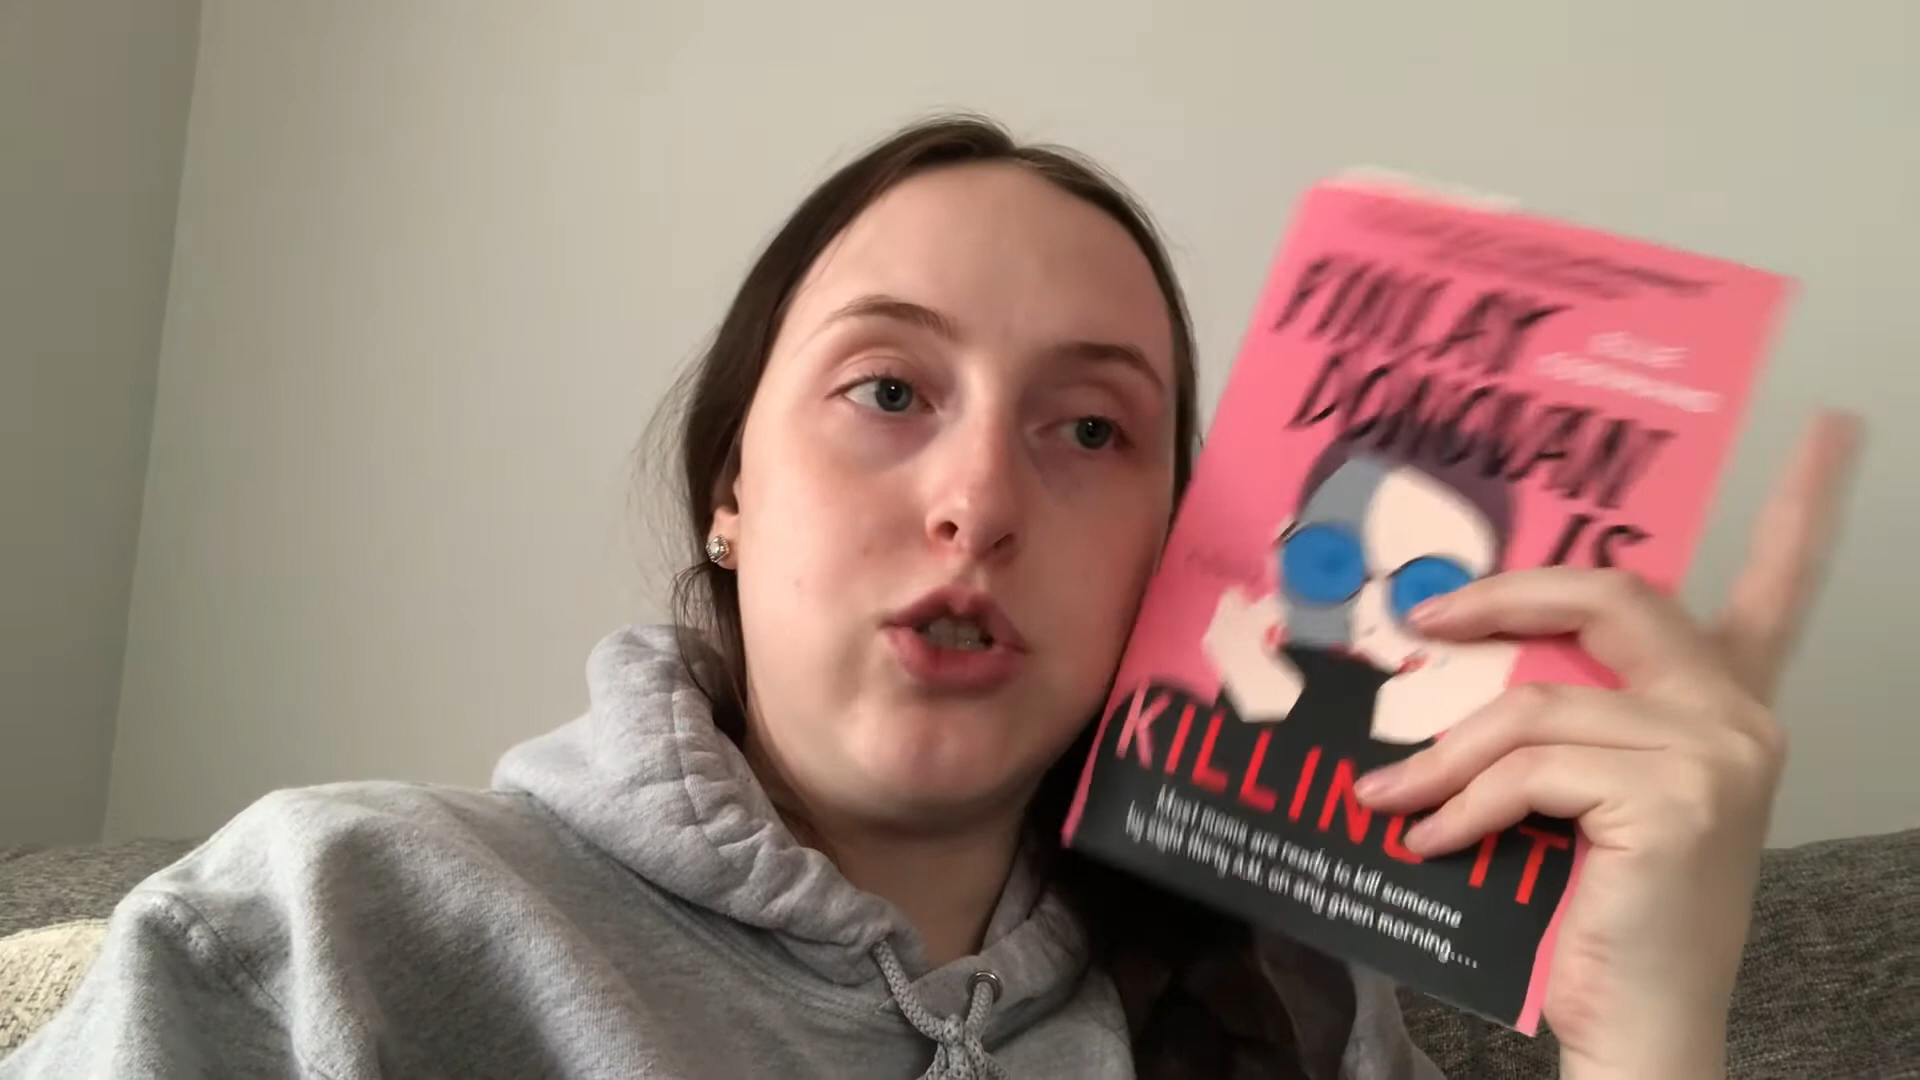 FINLAY
DONOVAN
IS
KILLING IT
Most moms are ready to kill someone
by eight thirty A.M. on any given morning....